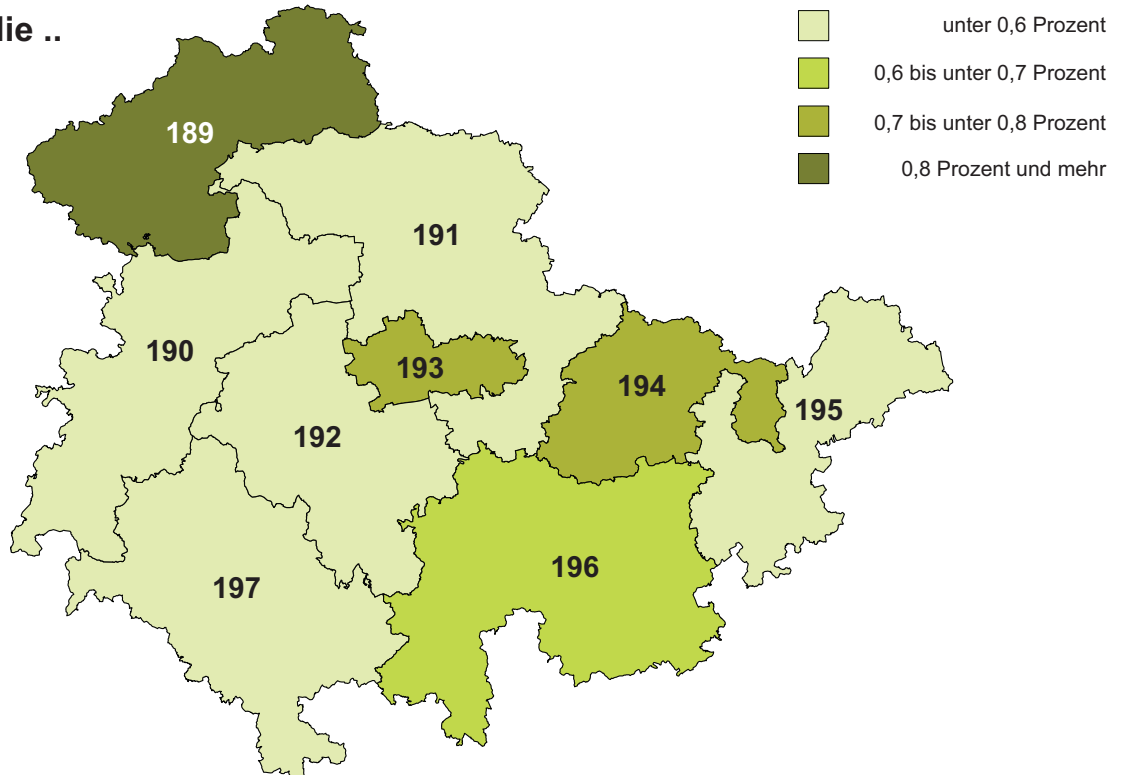 lie ..
unter 0,6 Prozent
0,6 bis unter 0,7 Prozent
0,7 bis unter 0,8 Prozent
0,8 Prozent und mehr
189
191
190
193
194
195
192
196
197